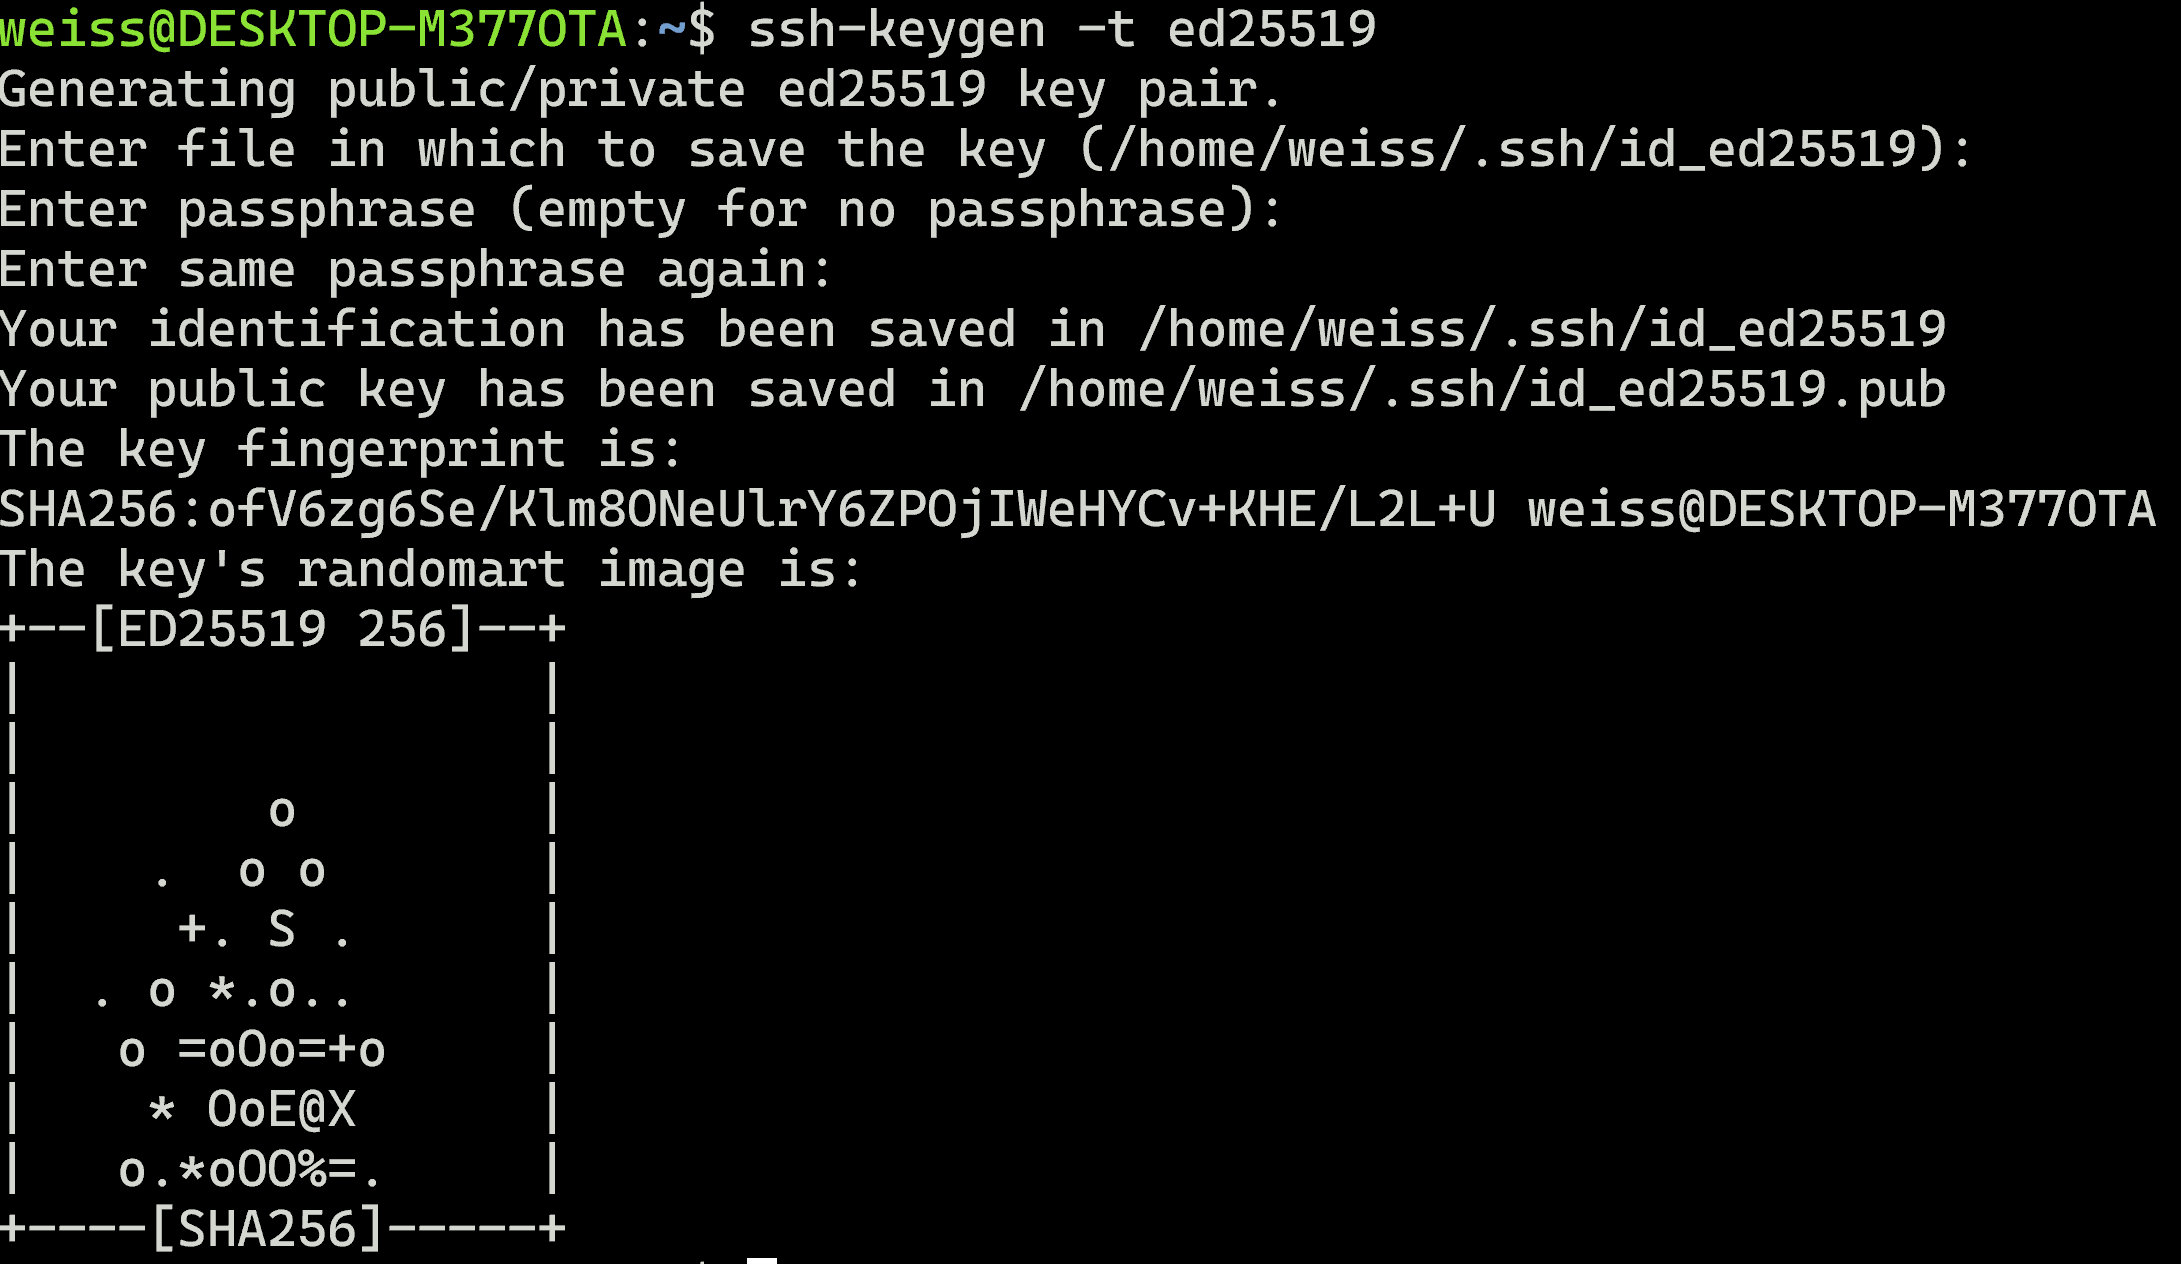 weiss@DESKTOP-M377OTA:~$ ssh-keygen -t ed25519
Generating public/private ed25519 key pair.
Enter file in which to save the key (/home/weiss/.ssh/id_ed25519):
Enter passphrase (empty for no passphrase):
Enter same passphrase again:
Your identification has been saved in /home/weiss/.ssh/id_ed25519
Your public key has been saved in /home/weiss/.ssh/id_ed25519.pub
The key fingerprint is:
SHA256:ofV6zg6Se/Klm8ONeUlrY6ZPOjIWeHYCv+KHE/L2L+U weiss@DESKTOP-M377OTA
The key's randomart image is:
+--[ED25519 256]--+
|                 |
|                 |
|        o        |
|    .  o o       |
|     +. S .      |
|  . o *.o..      |
|   o =oOo=+o     |
|    * OoE@X      |
|   o.*oOO%=.     |
+----[SHA256]-----+